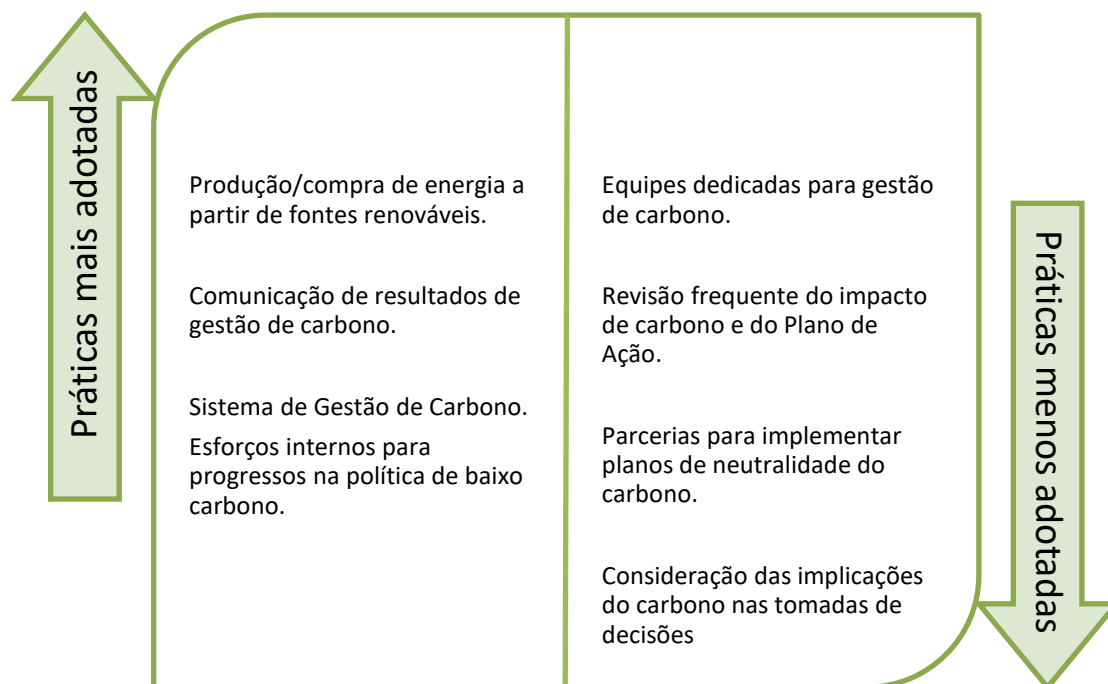 Práticas mais adotadas
Produção/compra de energia a
partir de fontes renováveis.
Comunicação de resultados de
gestão de carbono.
Sistema de Gestão de Carbono.
Esforços internos para
progressos na política de baixo
carbono.
Equipes dedicadas para gestão
de carbono.
Revisão frequente do impacto
de carbono e do Plano de
Ação.
Parcerias para implementar
planos de neutralidade do
carbono.
Consideração das implicações
do carbono nas tomadas de
decisões
Práticas menos adotadas